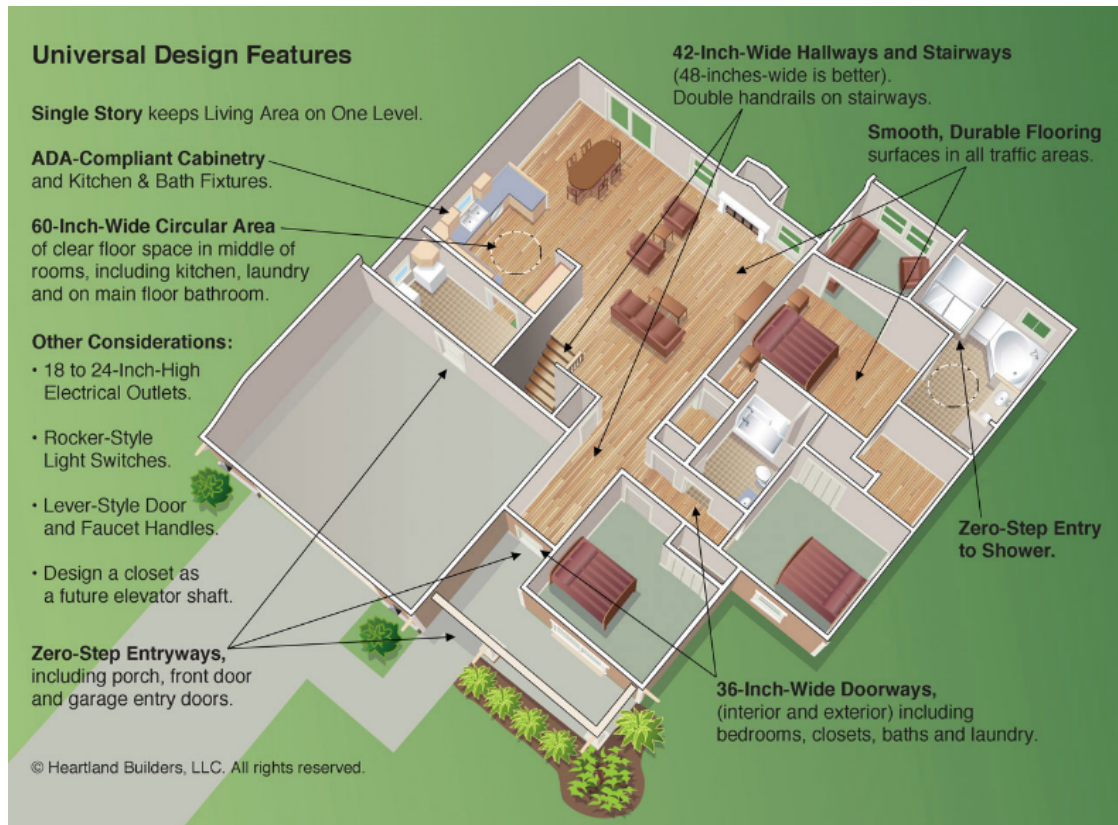 Universal Design Features
Single Story keeps Living Area on One Level.
ADA-Compliant Cabinetry
and Kitchen & Bath Fixtures.
60-Inch-Wide Circular Area
of clear floor space in middle of
rooms, including kitchen, laundry
and on main floor bathroom.
Other Considerations:
• 18 to 24-Inch-High
Electrical Outlets.
• Rocker-Style
Light Switches.
• Lever-Style Door
and Faucet Handles.
• Design a closet as
a future elevator shaft.
Zero-Step Entryways,
including porch, front door
and garage entry doors.
© Heartland Builders, LLC. All rights reserved.
42-Inch-Wide Hallways and Stairways
(48-inches-wide is better).
Double handrails on stairways.
Smooth, Durable Flooring
surfaces in all traffic areas.
Zero-Step Entry
to Shower.
36-Inch-Wide Doorways,
(interior and exterior) including
bedrooms, closets, baths and laundry.